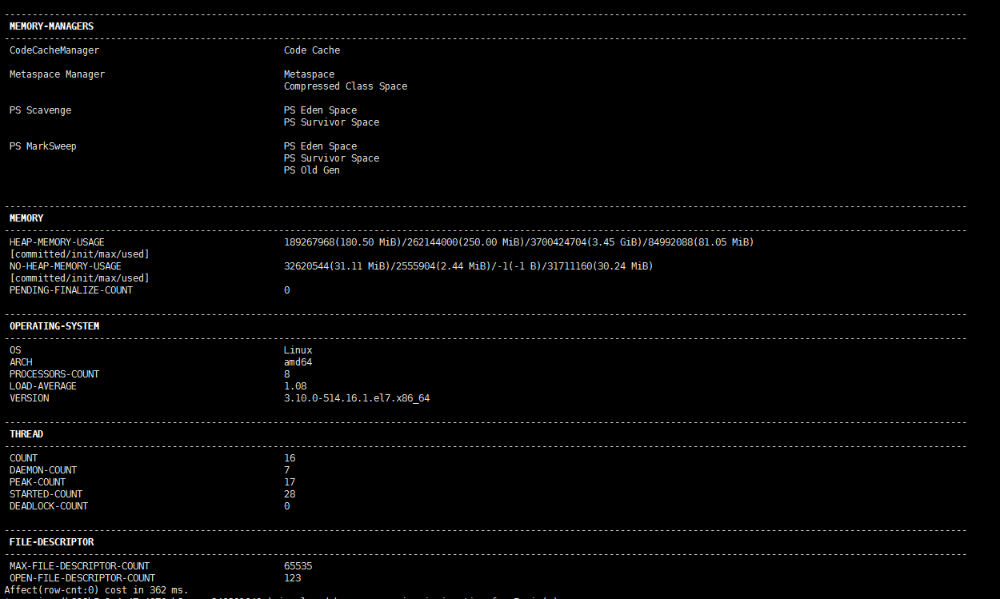 MEMORY-MANAGERS
CodeCacheManager Code Cache
Metaspace Manager Metaspace
Compressed Class Space
PS Scavenge PS Eden Space
PS Survivor Space
PS MarkSweep PS Eden Space
PS Survivor Space
PS Old Gen
MEMORY
HEAP-MEMORY-USAGE 189267968(180.50 MiB)/262144000(250.00 MiB)/3700424704(3.45 GiB)/84992088(81.05 MiB)
[committed/init/max/used]
NO-HEAP-MEMORY-USAGE 32620544(31.11 MiB)/2555904(2.44 MiB)/-1(-1 B)/31711160(30.24 MiB)
[committed/init/max/used]
PENDING-FINALIZE-COUNT 0
OPERATING-SYSTEM
OS Linux
ARCH amd64
PROCESSORS-COUNT 8
LOAD-AVERAGE 1.08
VERSION 3.10.0-514.16.1.el7.x86_64
THREAD
COUNT 16
DAEMON-COUNT 7
PEAK-COUNT 17
STARTED-COUNT 28
DEADLOCK-COUNT 0
FILE-DESCRIPTOR
MAX-FILE-DESCRIPTOR-COUNT 65535
OPEN-FILE-DESCRIPTOR-COUNT 123
Affect(row-cnt:0) cost in 362 ms.